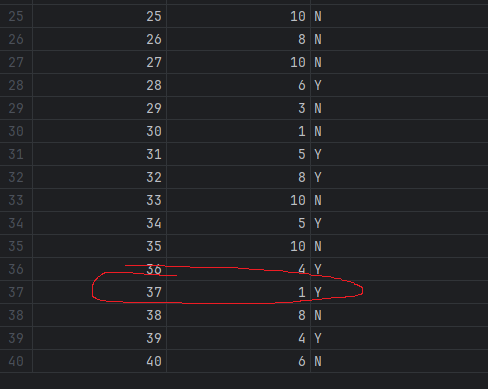 25 25 10 N
26 26 8 N
27 27 10 N
28 28 6 Y
29 29 3 N
30 30 1 N
31 31 5 Y
32 32 8 Y
33 33 10 N
34 34 5 Y
35 35 10 N
36 36 4 Y
37 37 1 Y
38 38 8 N
39 39 4 Y
40 40 6 N